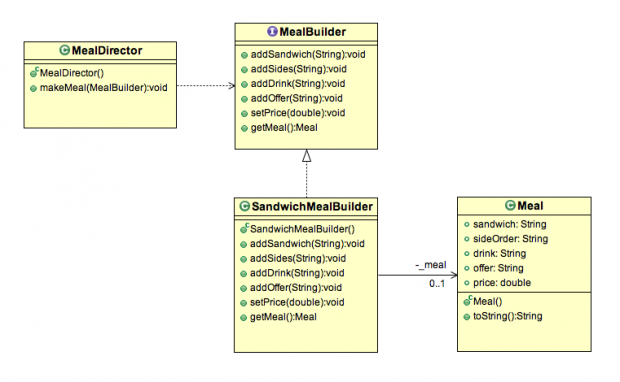 MealDirector
MealDirector()
makeMeal(MealBuilder):void
MealBuilder
addSandwich(String):void
addSides(String):void
addDrink(String):void
addOffer(String):void
setPrice(double):void
getMeal():Meal
SandwichMealBuilder
SandwichMealBuilder()
addSandwich(String):void
addSides(String):void
addDrink(String):void
addOffer(String):void
setPrice(double):void
getMeal():Meal
-_meal
0..1
Meal
sandwich: String
sideOrder: String
drink: String
offer: String
price: double
Meal()
toString():String